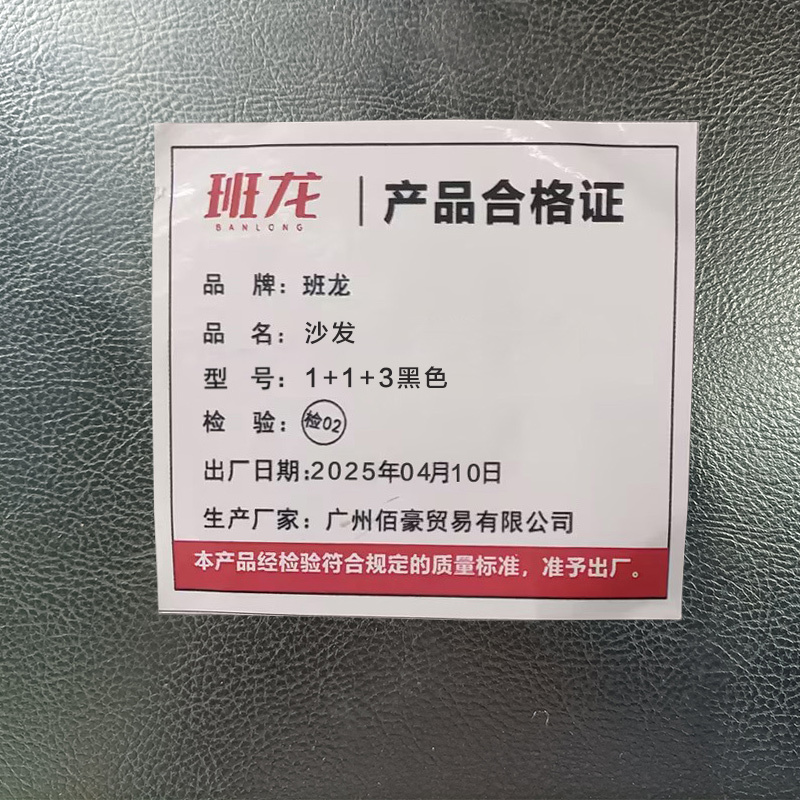 班龙 | 产品合格证
BANLONG
品 牌：班龙
品 名：沙发
型 号：1+1+3黑色
检 验：检02
出厂日期:2025年04月10日
生产厂家：广州佰豪贸易有限公司
本产品经检验符合规定的质量标准，准予出厂。